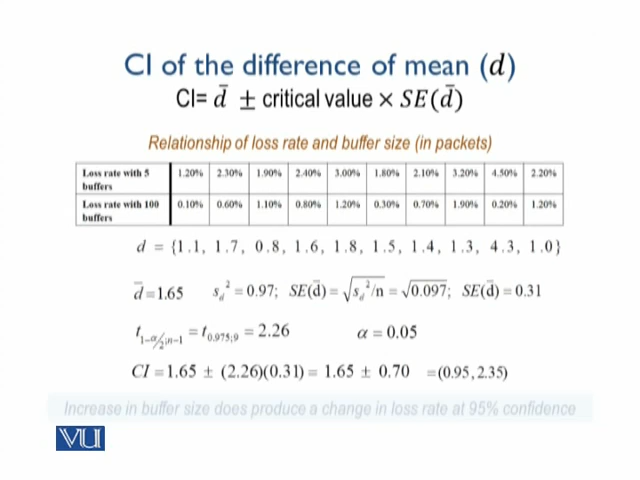 CI of the difference of mean (d)
CI= d̄ ± critical value × SE(d̄)
Relationship of loss rate and buffer size (in packets)
Loss rate with 5 buffers 1.20% 2.30% 1.90% 2.40% 3.00% 1.80% 2.10% 3.20% 4.50% 2.20%
Loss rate with 100 buffers 0.10% 0.60% 1.10% 0.80% 1.20% 0.30% 0.70% 1.90% 0.20% 1.20%
d = {1.1, 1.7, 0.8, 1.6, 1.8, 1.5, 1.4, 1.3, 4.3, 1.0}
d̄ =1.65 s_d² = 0.97; SE(d̄) = √(s_d²/n) = √0.097; SE(d̄) = 0.31
t_{1−α/2;n−1} = t_{0.975;9} = 2.26 α = 0.05
CI = 1.65 ± (2.26)(0.31) = 1.65 ± 0.70 =(0.95, 2.35)
Increase in buffer size does produce a change in loss rate at 95% confidence
VU